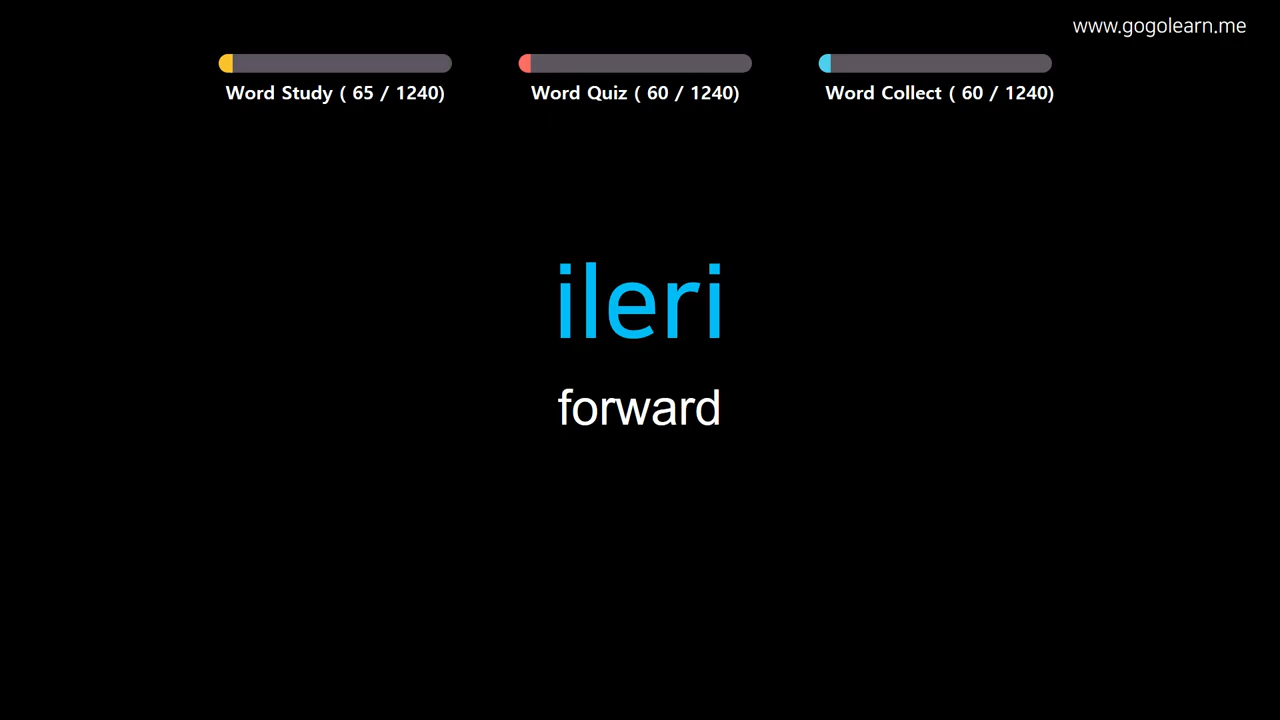 www.gogolearn.me
Word Study ( 65 / 1240)
Word Quiz ( 60 / 1240)
Word Collect ( 60 / 1240)
ileri
forward